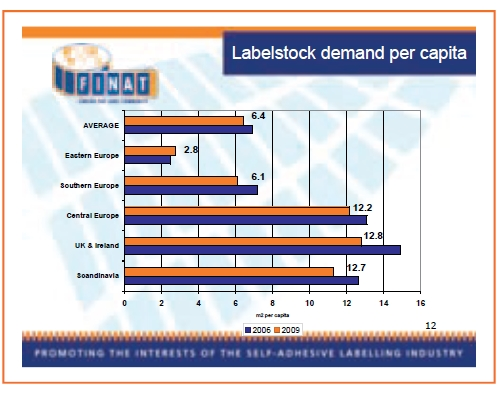 Labelstock demand per capita
FINAT
AVERAGE
6.4
Eastern Europe
2.8
Southern Europe
6.1
Central Europe
12.2
UK & Ireland
12.8
Scandinavia
12.7
0 2 4 6 8 10 12 14 16
m2 per capita
2006 2009
12
PROMOTING THE INTERESTS OF THE SELF-ADHESIVE LABELLING INDUSTRY